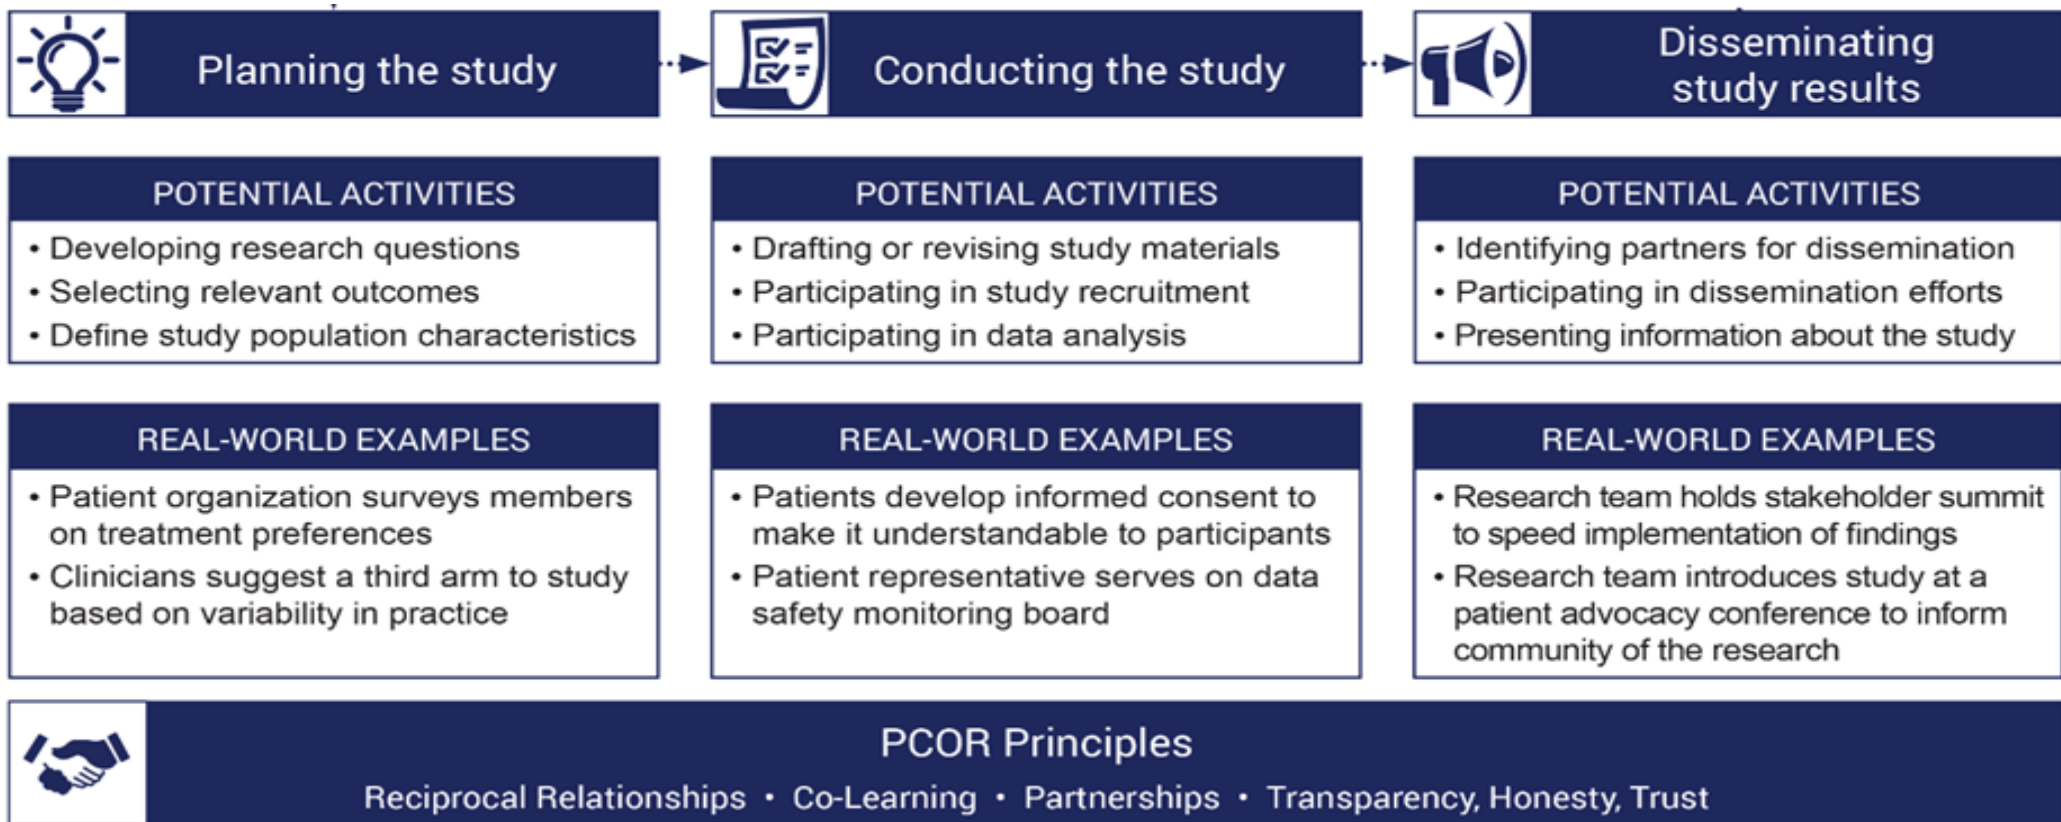 Planning the study
Conducting the study
Disseminating
study results
POTENTIAL ACTIVITIES
• Developing research questions
• Selecting relevant outcomes
• Define study population characteristics
POTENTIAL ACTIVITIES
• Drafting or revising study materials
• Participating in study recruitment
• Participating in data analysis
POTENTIAL ACTIVITIES
• Identifying partners for dissemination
• Participating in dissemination efforts
• Presenting information about the study
REAL-WORLD EXAMPLES
• Patient organization surveys members
on treatment preferences
• Clinicians suggest a third arm to study
based on variability in practice
REAL-WORLD EXAMPLES
• Patients develop informed consent to
make it understandable to participants
• Patient representative serves on data
safety monitoring board
REAL-WORLD EXAMPLES
• Research team holds stakeholder summit
to speed implementation of findings
• Research team introduces study at a
patient advocacy conference to inform
community of the research
PCOR Principles
Reciprocal Relationships • Co-Learning • Partnerships • Transparency, Honesty, Trust